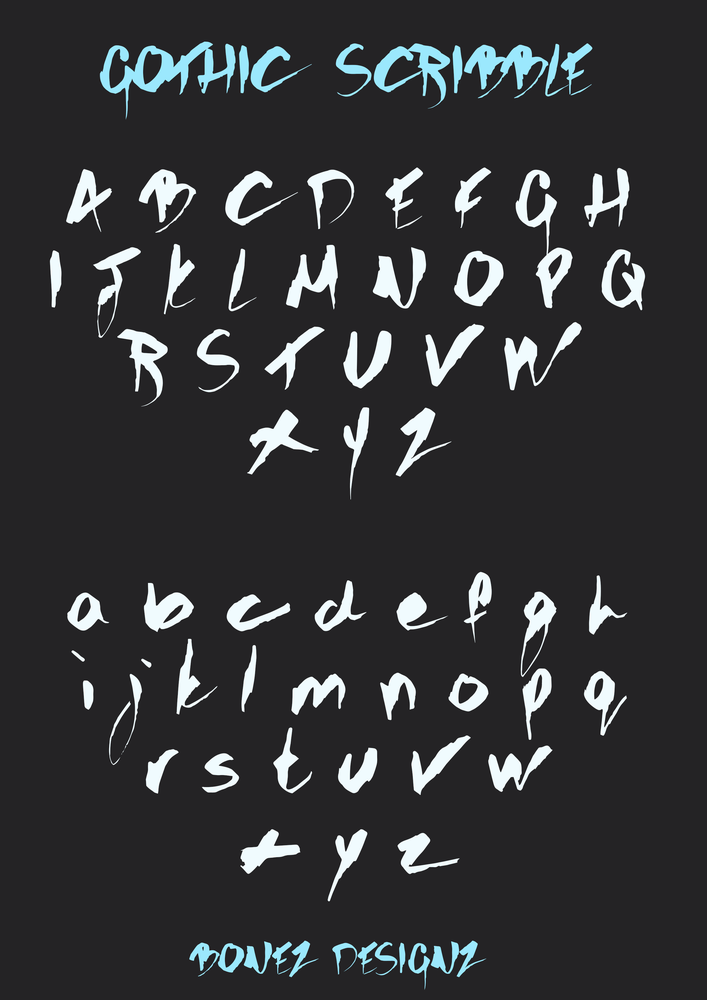 GOTHIC SCRIBBLE
A B C D E F G H
I J K L M N O P Q
R S T U V W
X Y Z
a b c d e f g h
i j k l m n o p q
r s t u v w
x y z
BONEZ DESIGNZ